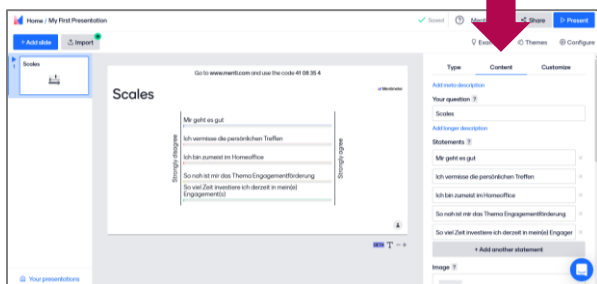 Home / My First Presentation
Saved
Share
Present
+ Add slide
Import
Themes
Configure
Scales
Go to www.menti.com and use the code 41 08 35 4
Scales
Mentimeter
Strongly disagree
Mir geht es gut
Ich vermisse die persönlichen Treffen
Ich bin zumeist im Homeoffice
So nah ist mir das Thema Engagementförderung
So viel Zeit investiere ich derzeit in mein(e)
Engagement(s)
Strongly agree
Your presentations
Type Content Customize
Add meta description
Your question ?
Scales
Add longer description
Statements ?
Mir geht es gut
Ich vermisse die persönlichen Treffen
Ich bin zumeist im Homeoffice
So nah ist mir das Thema Engagementförderung
So viel Zeit investiere ich derzeit in mein(e) Engager
+ Add another statement
Image ?